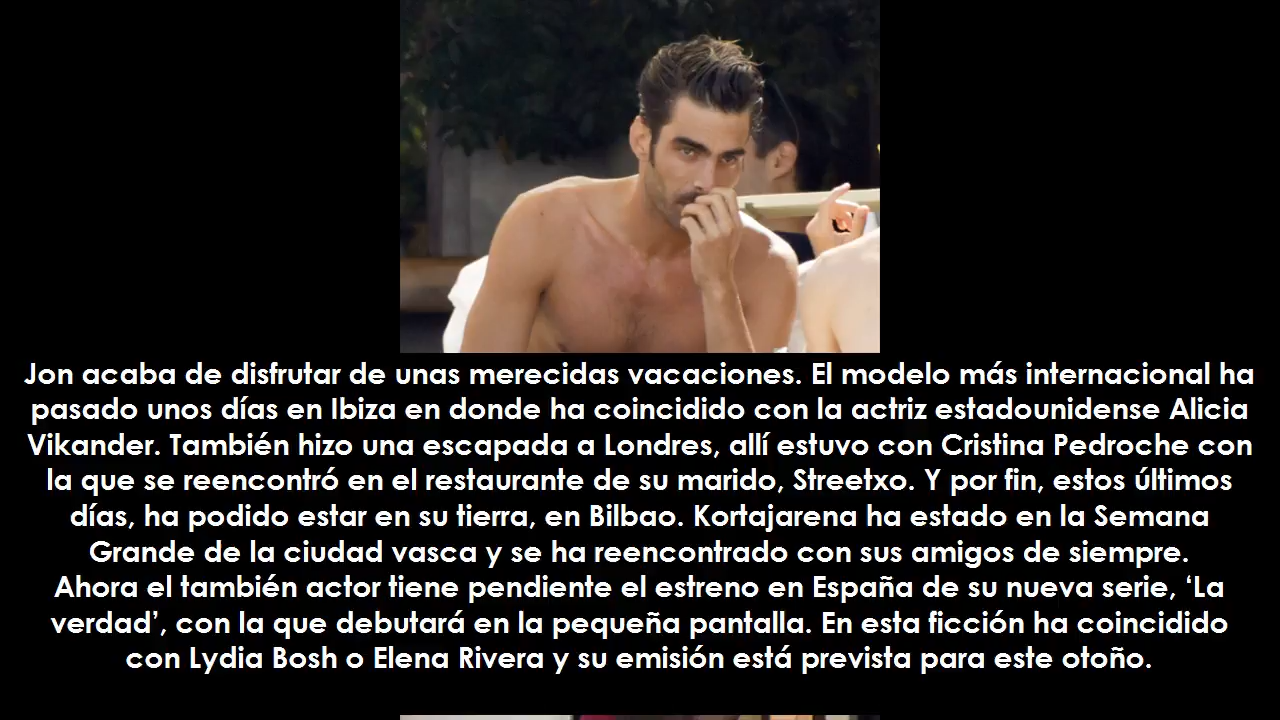 Jon acaba de disfrutar de unas merecidas vacaciones. El modelo más internacional ha
pasado unos días en Ibiza en donde ha coincidido con la actriz estadounidense Alicia
Vikander. También hizo una escapada a Londres, allí estuvo con Cristina Pedroche con
la que se reencontró en el restaurante de su marido, Streetxo. Y por fin, estos últimos
días, ha podido estar en su tierra, en Bilbao. Kortajarena ha estado en la Semana
Grande de la ciudad vasca y se ha reencontrado con sus amigos de siempre.
Ahora el también actor tiene pendiente el estreno en España de su nueva serie, ‘La
verdad’, con la que debutará en la pequeña pantalla. En esta ficción ha coincidido
con Lydia Bosh o Elena Rivera y su emisión está prevista para este otoño.